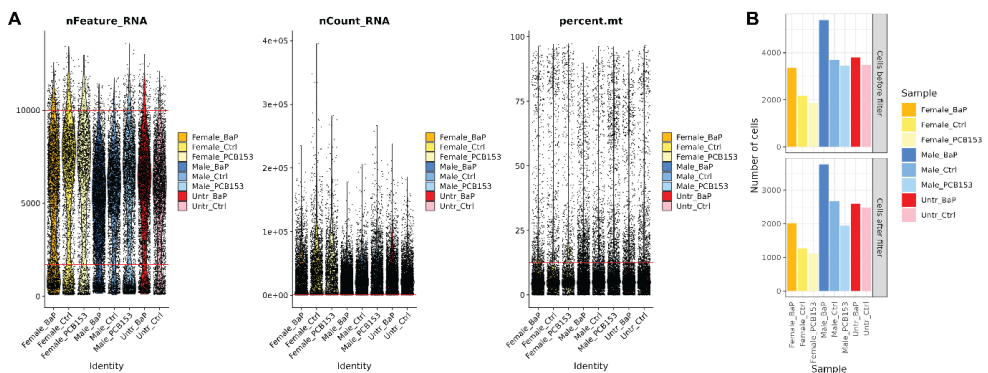 A
nFeature_RNA
10000
5000
0
Female_BaP
Female_Ctrl
Female_PCB153
Male_BaP
Male_Ctrl
Male_PCB153
Untr_BaP
Untr_Ctrl
Identity
Female_BaP
Female_Ctrl
Female_PCB153
Male_BaP
Male_Ctrl
Male_PCB153
Untr_BaP
Untr_Ctrl
nCount_RNA
4e+05
3e+05
2e+05
1e+05
0e+00
Female_BaP
Female_Ctrl
Female_PCB153
Male_BaP
Male_Ctrl
Male_PCB153
Untr_BaP
Untr_Ctrl
Identity
Female_BaP
Female_Ctrl
Female_PCB153
Male_BaP
Male_Ctrl
Male_PCB153
Untr_BaP
Untr_Ctrl
percent.mt
100
75
50
25
0
Female_BaP
Female_Ctrl
Female_PCB153
Male_BaP
Male_Ctrl
Male_PCB153
Untr_BaP
Untr_Ctrl
Identity
Female_BaP
Female_Ctrl
Female_PCB153
Male_BaP
Male_Ctrl
Male_PCB153
Untr_BaP
Untr_Ctrl
B
Number of cells
4000
2000
0
Cells before filter
3000
2000
1000
0
Cells after filter
Female_BaP
Female_Ctrl
Female_PCB153
Male_BaP
Male_Ctrl
Male_PCB153
Untr_BaP
Untr_Ctrl
Sample
Sample
Female_BaP
Female_Ctrl
Female_PCB153
Male_BaP
Male_Ctrl
Male_PCB153
Untr_BaP
Untr_Ctrl